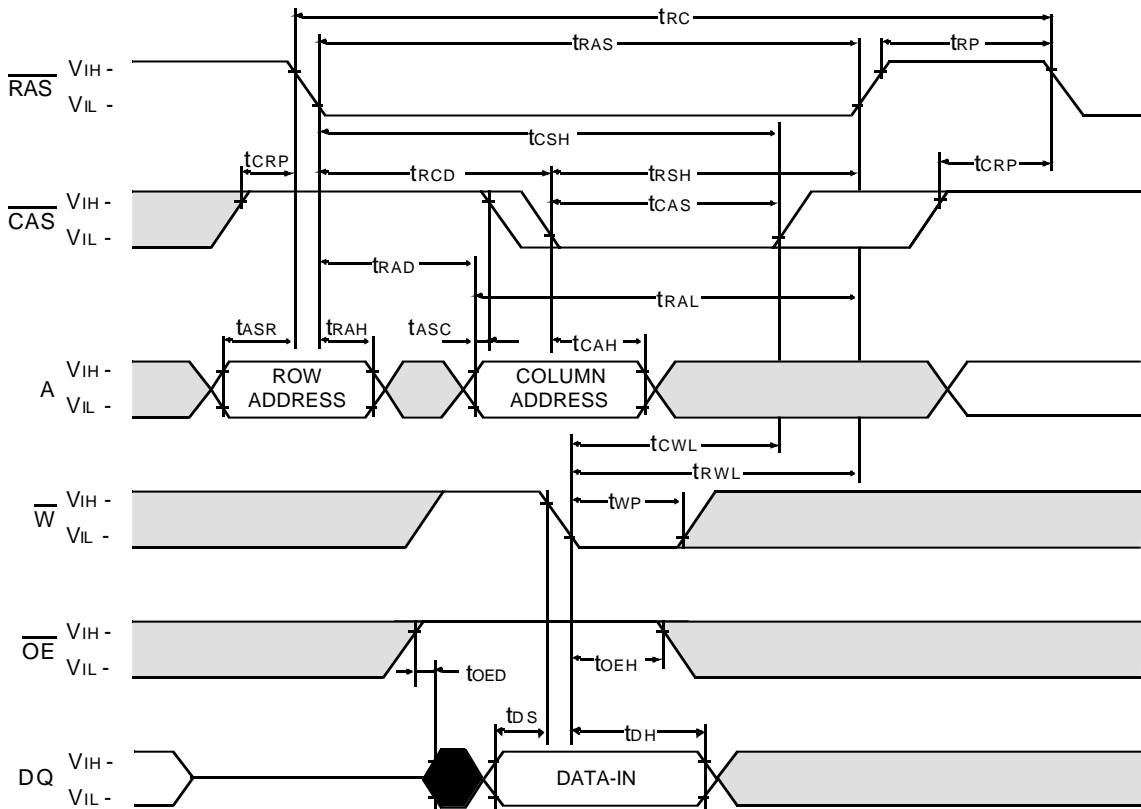 tRC
tRAS
tRP
RAS
VIH -
VIL -
tCSH
tCRP
tRCD
tRSH
tCRP
tCAS
CAS
VIH -
VIL -
tRAD
tRAL
tASR
tRAH
tASC
tCAH
A
VIH -
VIL -
ROW
ADDRESS
COLUMN
ADDRESS
tCWL
tRWL
tWP
W
VIH -
VIL -
OE
VIH -
VIL -
tOED
tOEH
tDS
tDH
DQ
VIH -
VIL -
DATA-IN